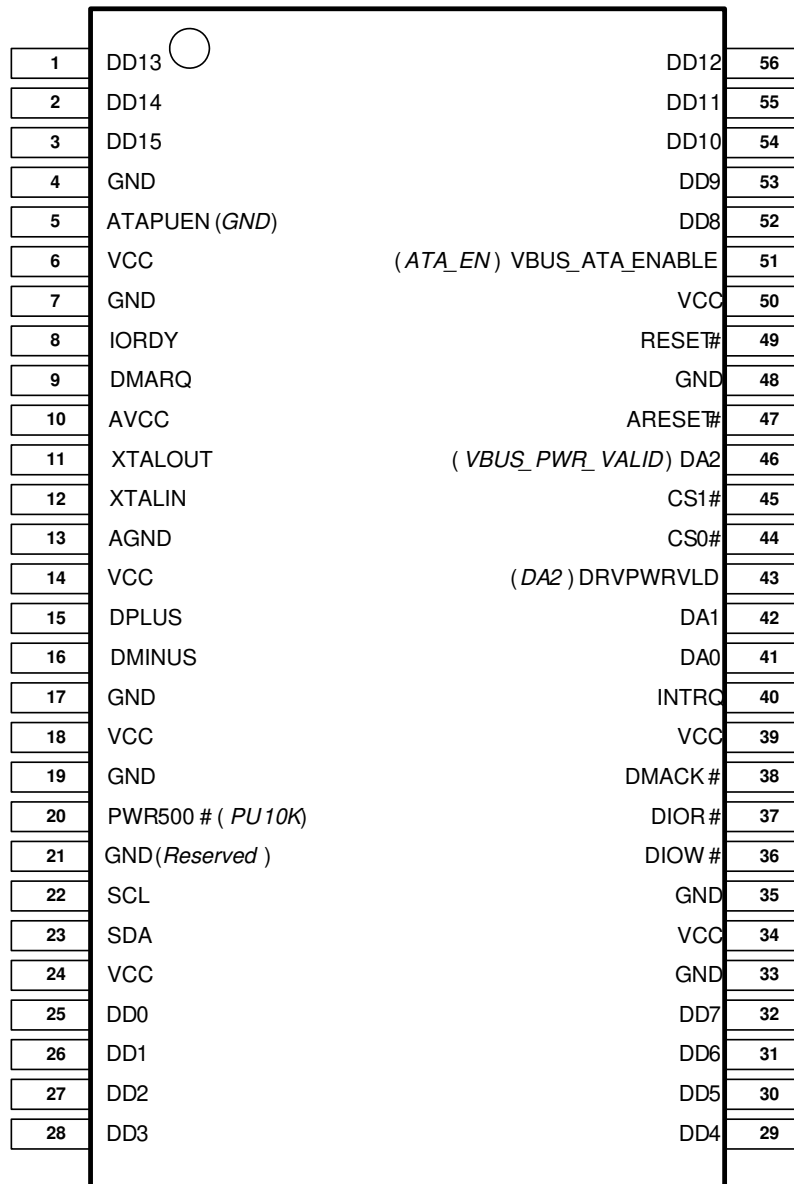 1 DD13 DD12 56
2 DD14 DD11 55
3 DD15 DD10 54
4 GND DD9 53
5 ATAPUEN (GND) DD8 52
6 VCC (ATA_EN) VBUS_ATA_ENABLE 51
7 GND VCC 50
8 IORDY RESET# 49
9 DMARQ GND 48
10 AVCC ARESET# 47
11 XTALOUT (VBUS_PWR_VALID) DA2 46
12 XTALIN CS1# 45
13 AGND CS0# 44
14 VCC (DA2) DRVPWRVLD 43
15 DPLUS DA1 42
16 DMINUS DA0 41
17 GND INTRQ 40
18 VCC VCC 39
19 GND DMACK# 38
20 PWR500# (PU10K) DIOR# 37
21 GND(Reserved) DIOW# 36
22 SCL GND 35
23 SDA VCC 34
24 VCC GND 33
25 DD0 DD7 32
26 DD1 DD6 31
27 DD2 DD5 30
28 DD3 DD4 29